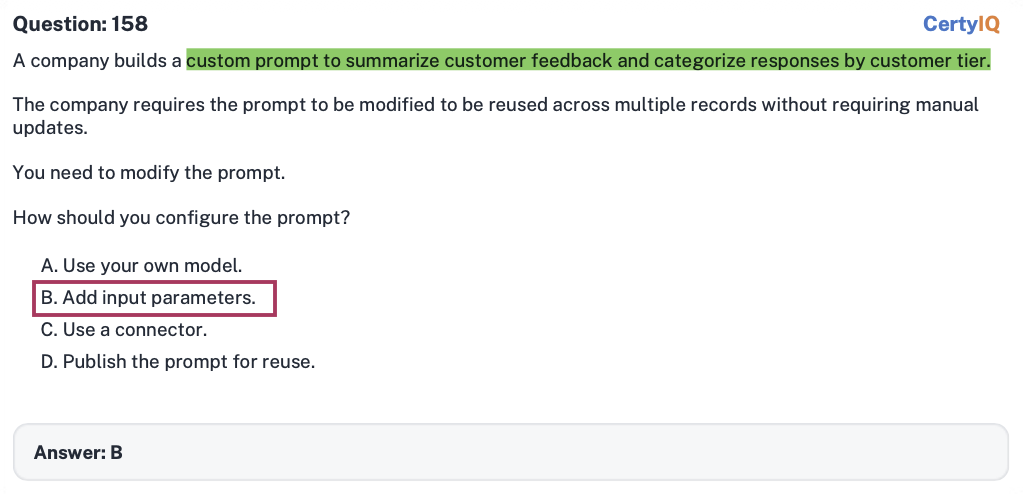 Question: 158
CertyIQ
A company builds a custom prompt to summarize customer feedback and categorize responses by customer tier.
The company requires the prompt to be modified to be reused across multiple records without requiring manual
updates.
You need to modify the prompt.
How should you configure the prompt?
A. Use your own model.
B. Add input parameters.
C. Use a connector.
D. Publish the prompt for reuse.
Answer: B